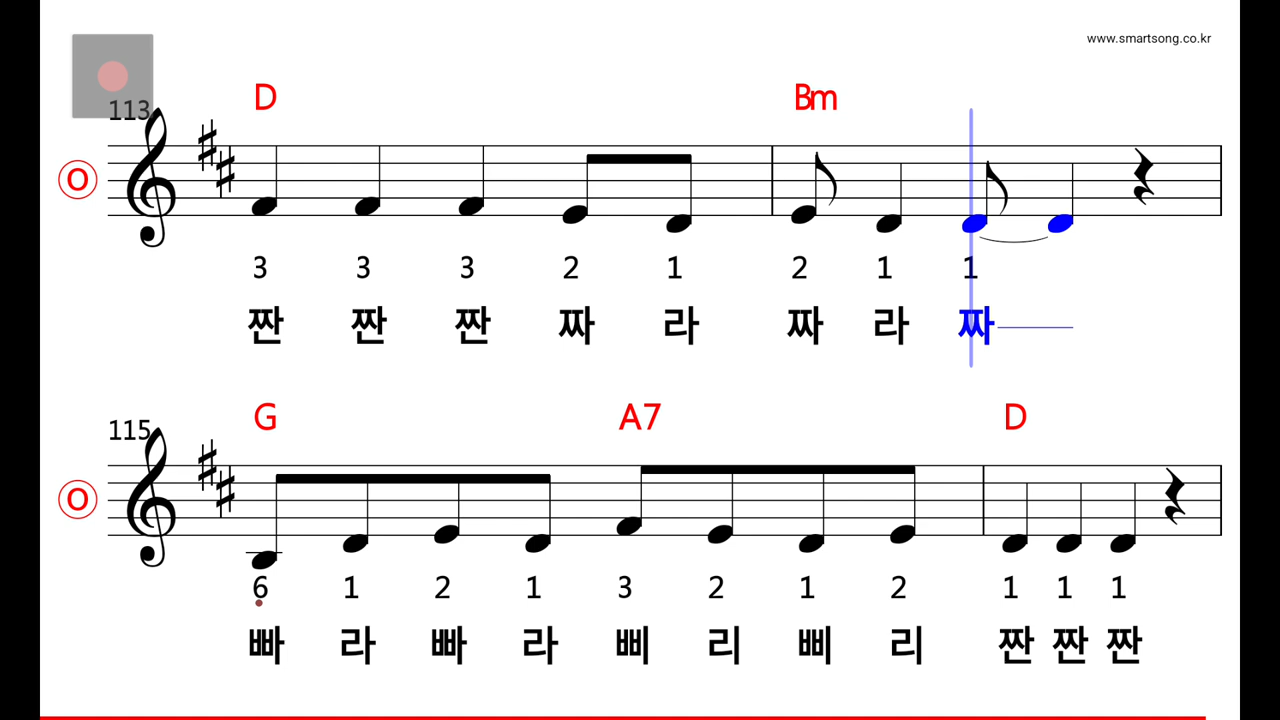 www.smartsong.co.kr
113
D Bm
O
3 3 3 2 1 2 1 1
짠 짠 짠 짜 라 짜 라 짜
115
G A7 D
O
6 1 2 1 3 2 1 2 1 1 1
빠 라 빠 라 삐 리 삐 리 짠 짠 짠